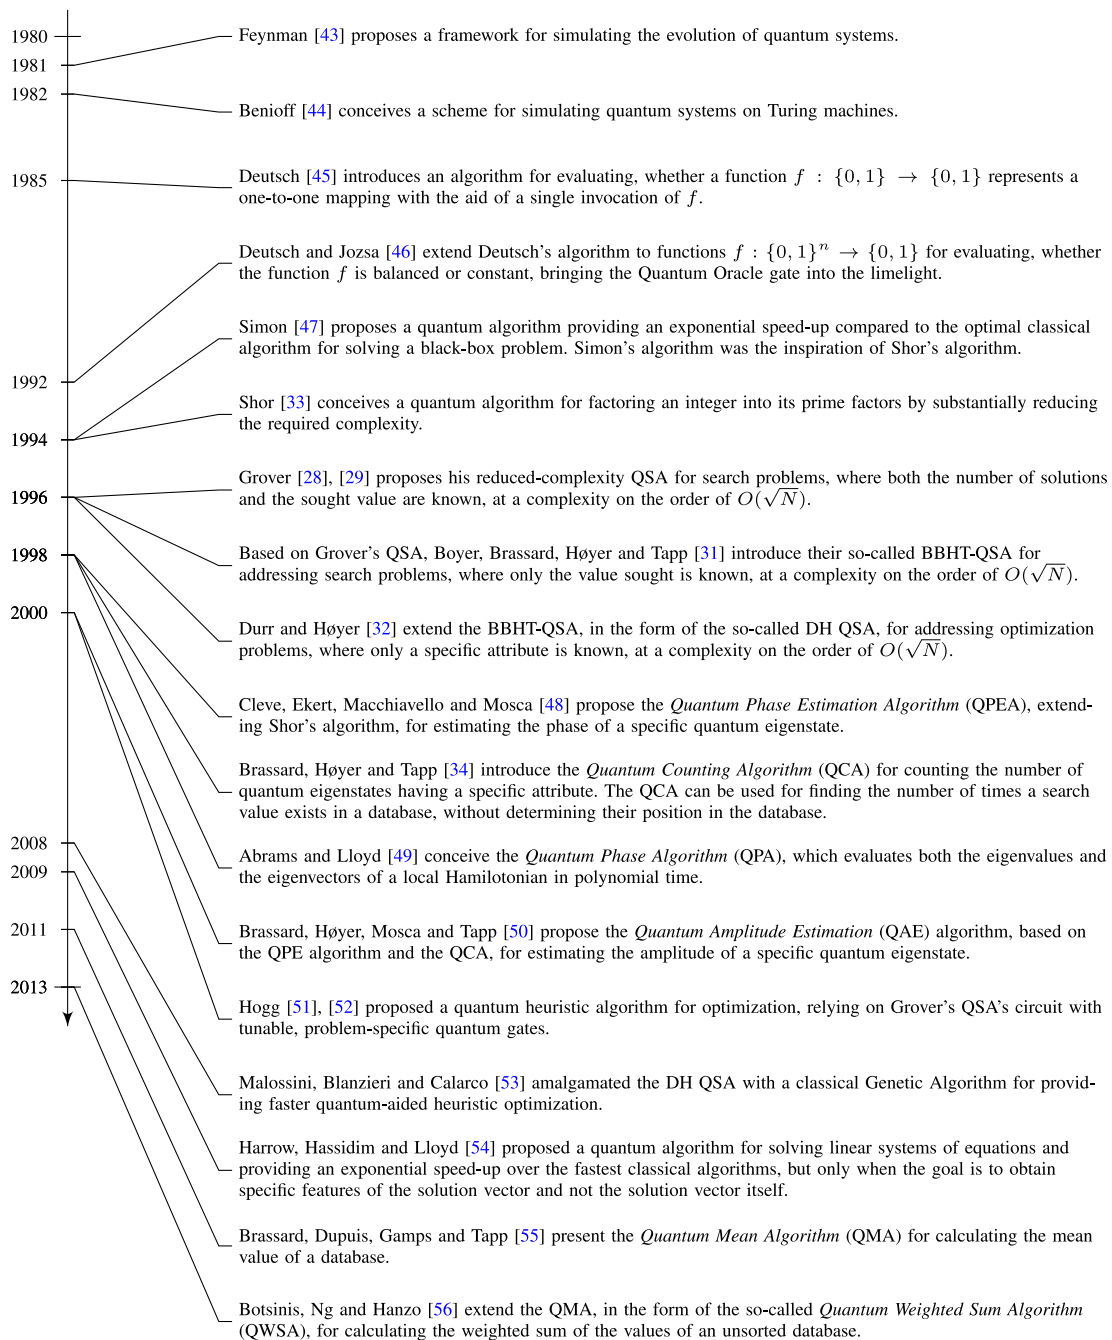 1980
Feynman [43] proposes a framework for simulating the evolution of quantum systems.
1981
1982
Benioff [44] conceives a scheme for simulating quantum systems on Turing machines.
1985
Deutsch [45] introduces an algorithm for evaluating, whether a function f : {0, 1} → {0, 1} represents a
one-to-one mapping with the aid of a single invocation of f.
Deutsch and Jozsa [46] extend Deutsch's algorithm to functions f : {0, 1}^n → {0, 1} for evaluating, whether
the function f is balanced or constant, bringing the Quantum Oracle gate into the limelight.
Simon [47] proposes a quantum algorithm providing an exponential speed-up compared to the optimal classical
algorithm for solving a black-box problem. Simon's algorithm was the inspiration of Shor's algorithm.
1992
Shor [33] conceives a quantum algorithm for factoring an integer into its prime factors by substantially reducing
the required complexity.
1994
Grover [28], [29] proposes his reduced-complexity QSA for search problems, where both the number of solutions
and the sought value are known, at a complexity on the order of O(√N).
1996
Based on Grover's QSA, Boyer, Brassard, Høyer and Tapp [31] introduce their so-called BBHT-QSA for
addressing search problems, where only the value sought is known, at a complexity on the order of O(√N).
1998
2000
Durr and Høyer [32] extend the BBHT-QSA, in the form of the so-called DH QSA, for addressing optimization
problems, where only a specific attribute is known, at a complexity on the order of O(√N).
Cleve, Ekert, Macchiavello and Mosca [48] propose the Quantum Phase Estimation Algorithm (QPEA), extend-
ing Shor's algorithm, for estimating the phase of a specific quantum eigenstate.
Brassard, Høyer and Tapp [34] introduce the Quantum Counting Algorithm (QCA) for counting the number of
quantum eigenstates having a specific attribute. The QCA can be used for finding the number of times a search
value exists in a database, without determining their position in the database.
2008
Abrams and Lloyd [49] conceive the Quantum Phase Algorithm (QPA), which evaluates both the eigenvalues and
the eigenvectors of a local Hamilotonian in polynomial time.
2009
Brassard, Høyer, Mosca and Tapp [50] propose the Quantum Amplitude Estimation (QAE) algorithm, based on
the QPE algorithm and the QCA, for estimating the amplitude of a specific quantum eigenstate.
2011
2013
Hogg [51], [52] proposed a quantum heuristic algorithm for optimization, relying on Grover's QSA's circuit with
tunable, problem-specific quantum gates.
Malossini, Blanzieri and Calarco [53] amalgamated the DH QSA with a classical Genetic Algorithm for provid-
ing faster quantum-aided heuristic optimization.
Harrow, Hassidim and Lloyd [54] proposed a quantum algorithm for solving linear systems of equations and
providing an exponential speed-up over the fastest classical algorithms, but only when the goal is to obtain
specific features of the solution vector and not the solution vector itself.
Brassard, Dupuis, Gamps and Tapp [55] present the Quantum Mean Algorithm (QMA) for calculating the mean
value of a database.
Botsinis, Ng and Hanzo [56] extend the QMA, in the form of the so-called Quantum Weighted Sum Algorithm
(QWSA), for calculating the weighted sum of the values of an unsorted database.